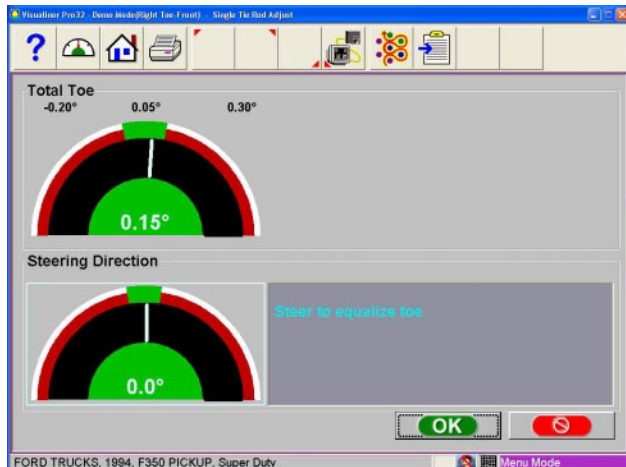 Visualiner Pro32 - Demo Mode(Right Toe-Front) - Single Tie Rod Adjust
?
Total Toe
-0.20° 0.05° 0.30°
0.15°
Steering Direction
Steer to equalize toe
0.0°
OK
FORD TRUCKS, 1994, F350 PICKUP, Super Duty
Menu Mode